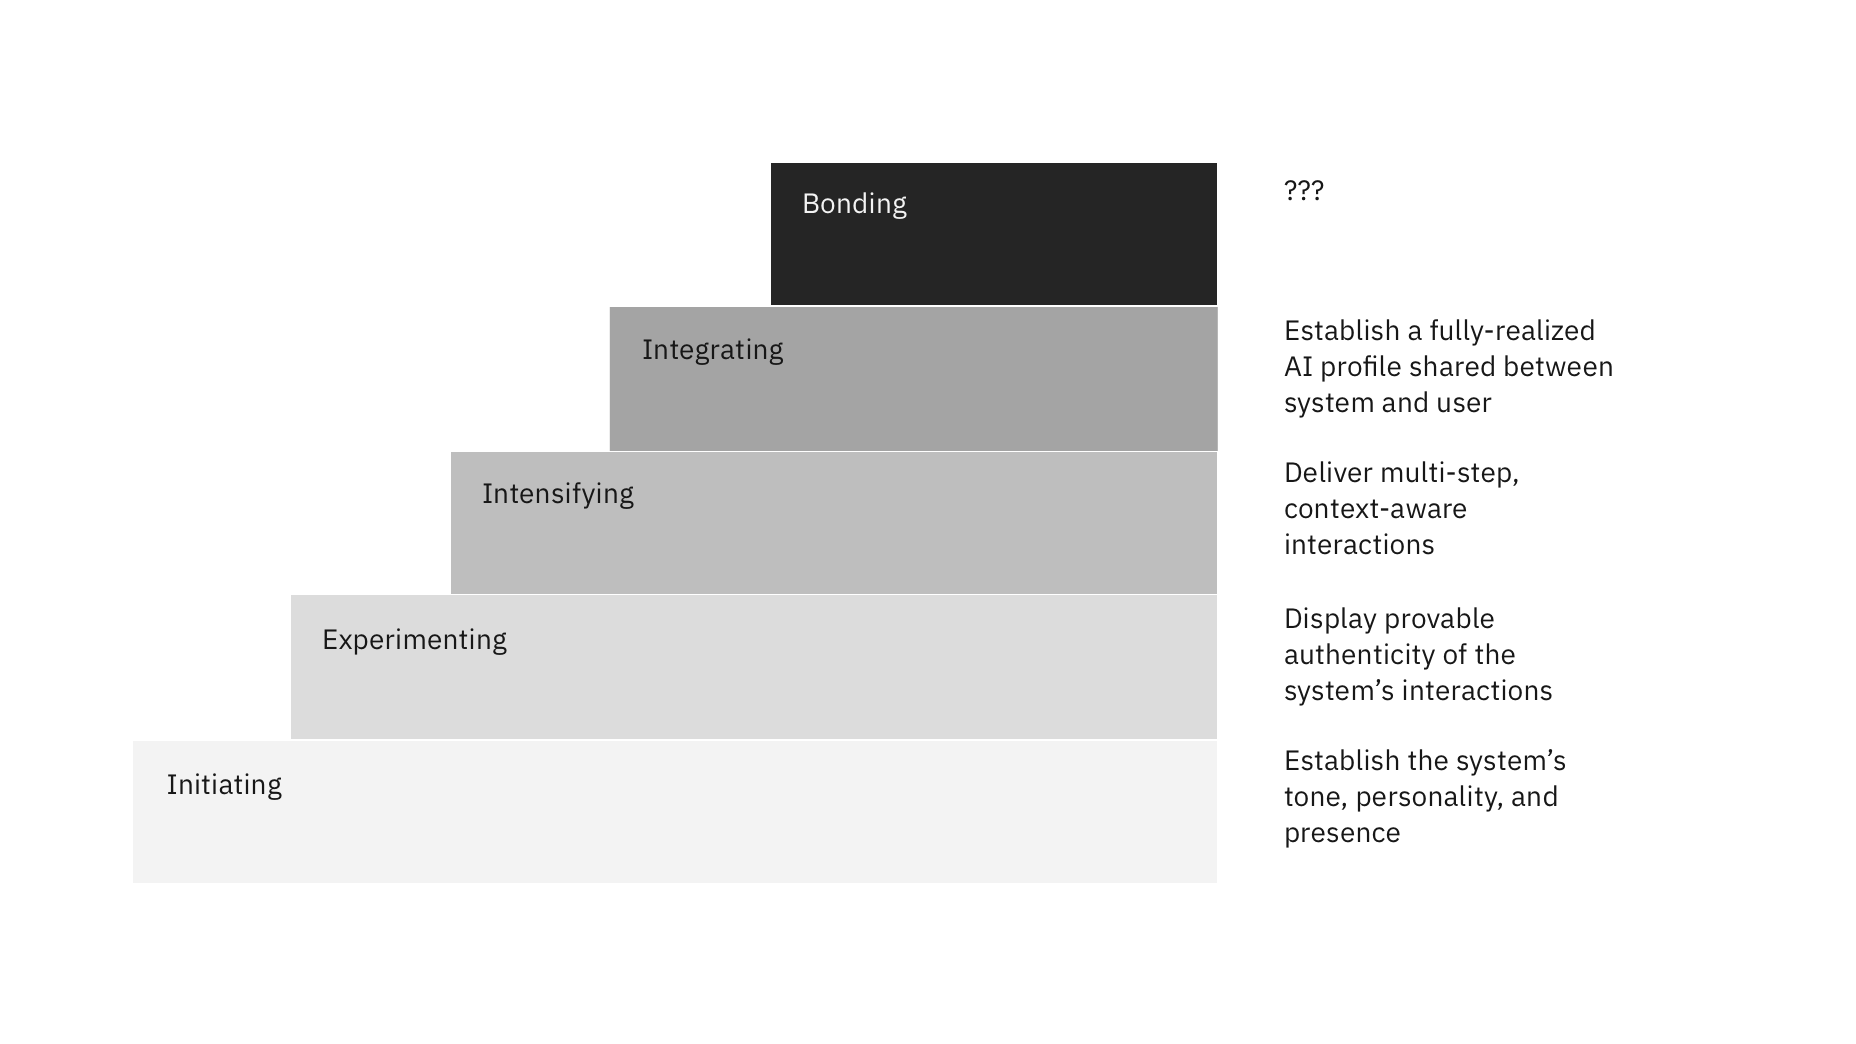 Bonding
???
Integrating
Establish a fully-realized
AI profile shared between
system and user
Intensifying
Deliver multi-step,
context-aware
interactions
Experimenting
Display provable
authenticity of the
system’s interactions
Initiating
Establish the system’s
tone, personality, and
presence